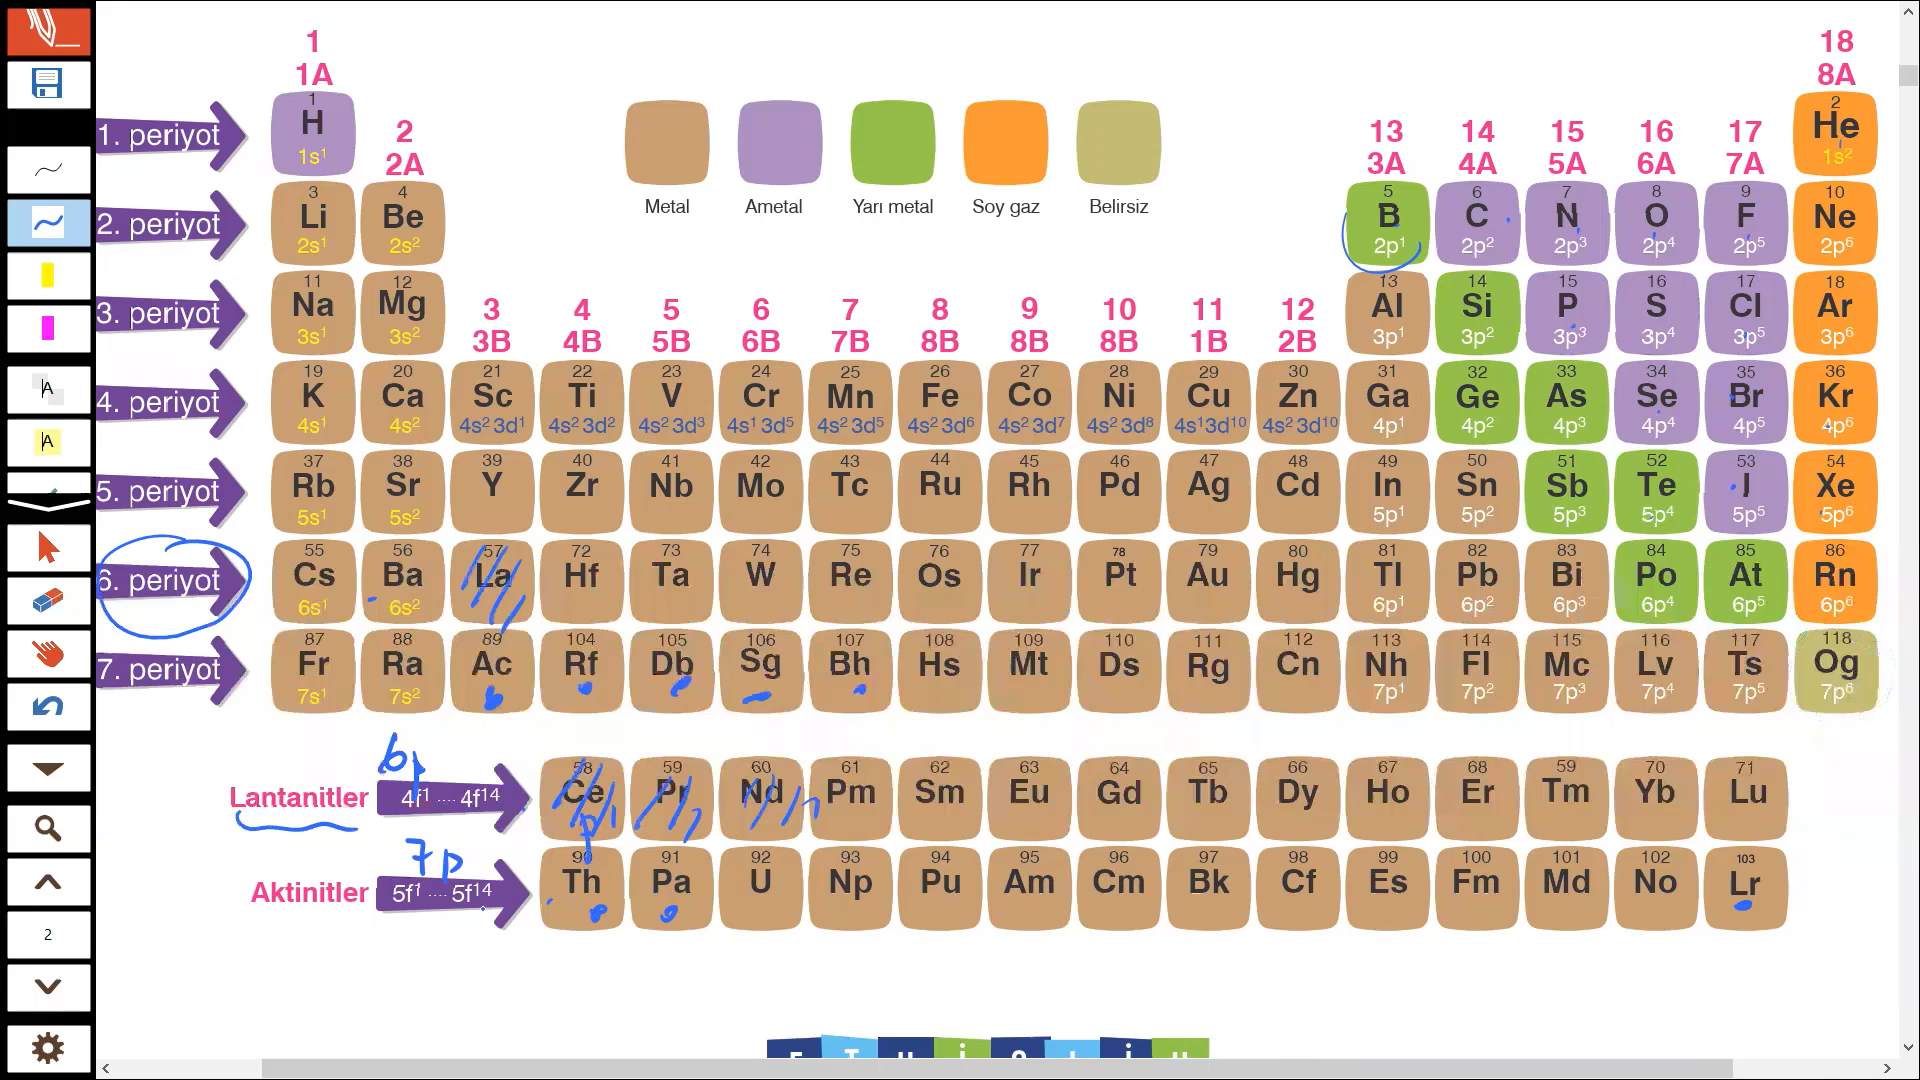 1 18
1A 8A
1 2
1. periyot H 2 13 14 15 16 17 He
1s¹ 2A 3A 4A 5A 6A 7A 1s²
3 4 5 6 7 8 9 10
2. periyot Li Be Metal Ametal Yarı metal Soy gaz Belirsiz B C N O F Ne
2s¹ 2s² 2p¹ 2p² 2p³ 2p⁴ 2p⁵ 2p⁶
11 12 13 14 15 16 17 18
3. periyot Na Mg 3 4 5 6 7 8 9 10 11 12 Al Si P S Cl Ar
3s¹ 3s² 3B 4B 5B 6B 7B 8B 8B 8B 1B 2B 3p¹ 3p² 3p³ 3p⁴ 3p⁵ 3p⁶
19 20 21 22 23 24 25 26 27 28 29 30 31 32 33 34 35 36
4. periyot K Ca Sc Ti V Cr Mn Fe Co Ni Cu Zn Ga Ge As Se Br Kr
4s¹ 4s² 4s² 3d¹ 4s² 3d² 4s² 3d³ 4s¹ 3d⁵ 4s² 3d⁵ 4s² 3d⁶ 4s² 3d⁷ 4s² 3d⁸ 4s¹3d¹⁰ 4s² 3d¹⁰ 4p¹ 4p² 4p³ 4p⁴ 4p⁵ 4p⁶
37 38 39 40 41 42 43 44 45 46 47 48 49 50 51 52 53 54
5. periyot Rb Sr Y Zr Nb Mo Tc Ru Rh Pd Ag Cd In Sn Sb Te I Xe
5s¹ 5s² 5p¹ 5p² 5p³ 5p⁴ 5p⁵ 5p⁶
55 56 57 72 73 74 75 76 77 78 79 80 81 82 83 84 85 86
6. periyot Cs Ba La Hf Ta W Re Os Ir Pt Au Hg Tl Pb Bi Po At Rn
6s¹ 6s² 6p¹ 6p² 6p³ 6p⁴ 6p⁵ 6p⁶
87 88 89 104 105 106 107 108 109 110 111 112 113 114 115 116 117 118
7. periyot Fr Ra Ac Rf Db Sg Bh Hs Mt Ds Rg Cn Nh Fl Mc Lv Ts Og
7s¹ 7s² 7p¹ 7p² 7p³ 7p⁴ 7p⁵ 7p⁶
6p
58 59 60 61 62 63 64 65 66 67 68 59 70 71
Lantanitler 4f¹ ···· 4f¹⁴ Ce Pr Nd Pm Sm Eu Gd Tb Dy Ho Er Tm Yb Lu
7p
90 91 92 93 94 95 96 97 98 99 100 101 102 103
Aktinitler 5f¹ ···· 5f¹⁴ Th Pa U Np Pu Am Cm Bk Cf Es Fm Md No Lr
A
A
2